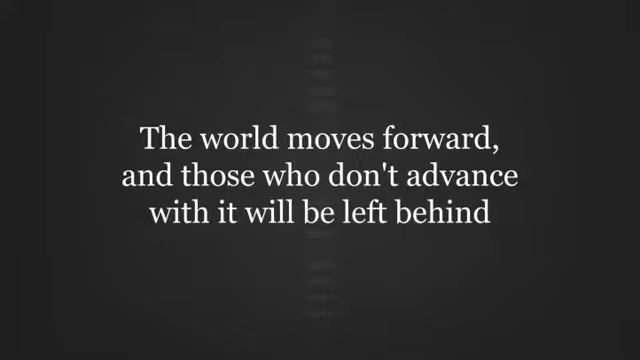 The world moves forward,
and those who don't advance
with it will be left behind